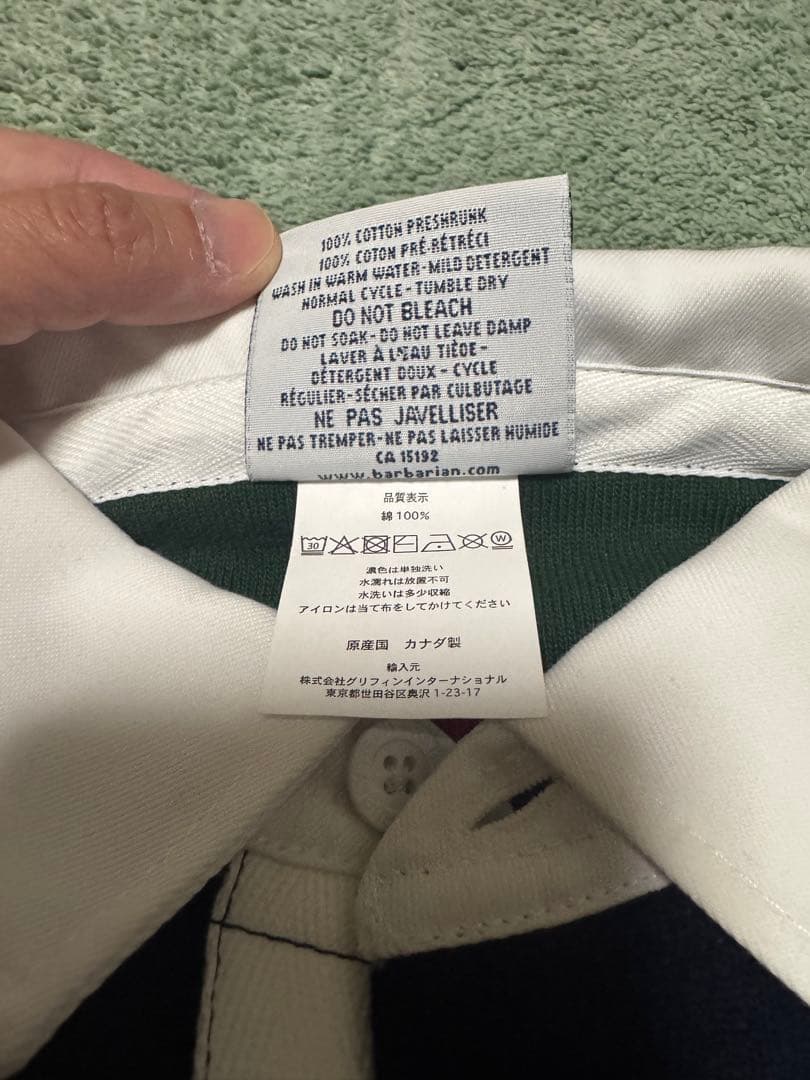 100% COTTON PRESHRUNK
100% COTON PRÉ-RÉTRÉCI
WASH IN WARM WATER-MILD DETERGENT
NORMAL CYCLE-TUMBLE DRY
DO NOT BLEACH
DO NOT SOAK-DO NOT LEAVE DAMP
LAVER À L'EAU TIÈDE-
DÉTERGENT DOUX-CYCLE
RÉGULIER-SÉCHER PAR CULBUTAGE
NE PAS JAVELLISER
NE PAS TREMPER-NE PAS LAISSER HUMIDE
CA 15192
www.barbarian.com
品質表示
綿100%
30 W
濃色は単独洗い
水濡れは放置不可
水洗いは多少収縮
アイロンは当て布をしてかけてください
原産国 カナダ製
輸入元
株式会社グリフィンインターナショナル
東京都世田谷区奥沢1-23-17